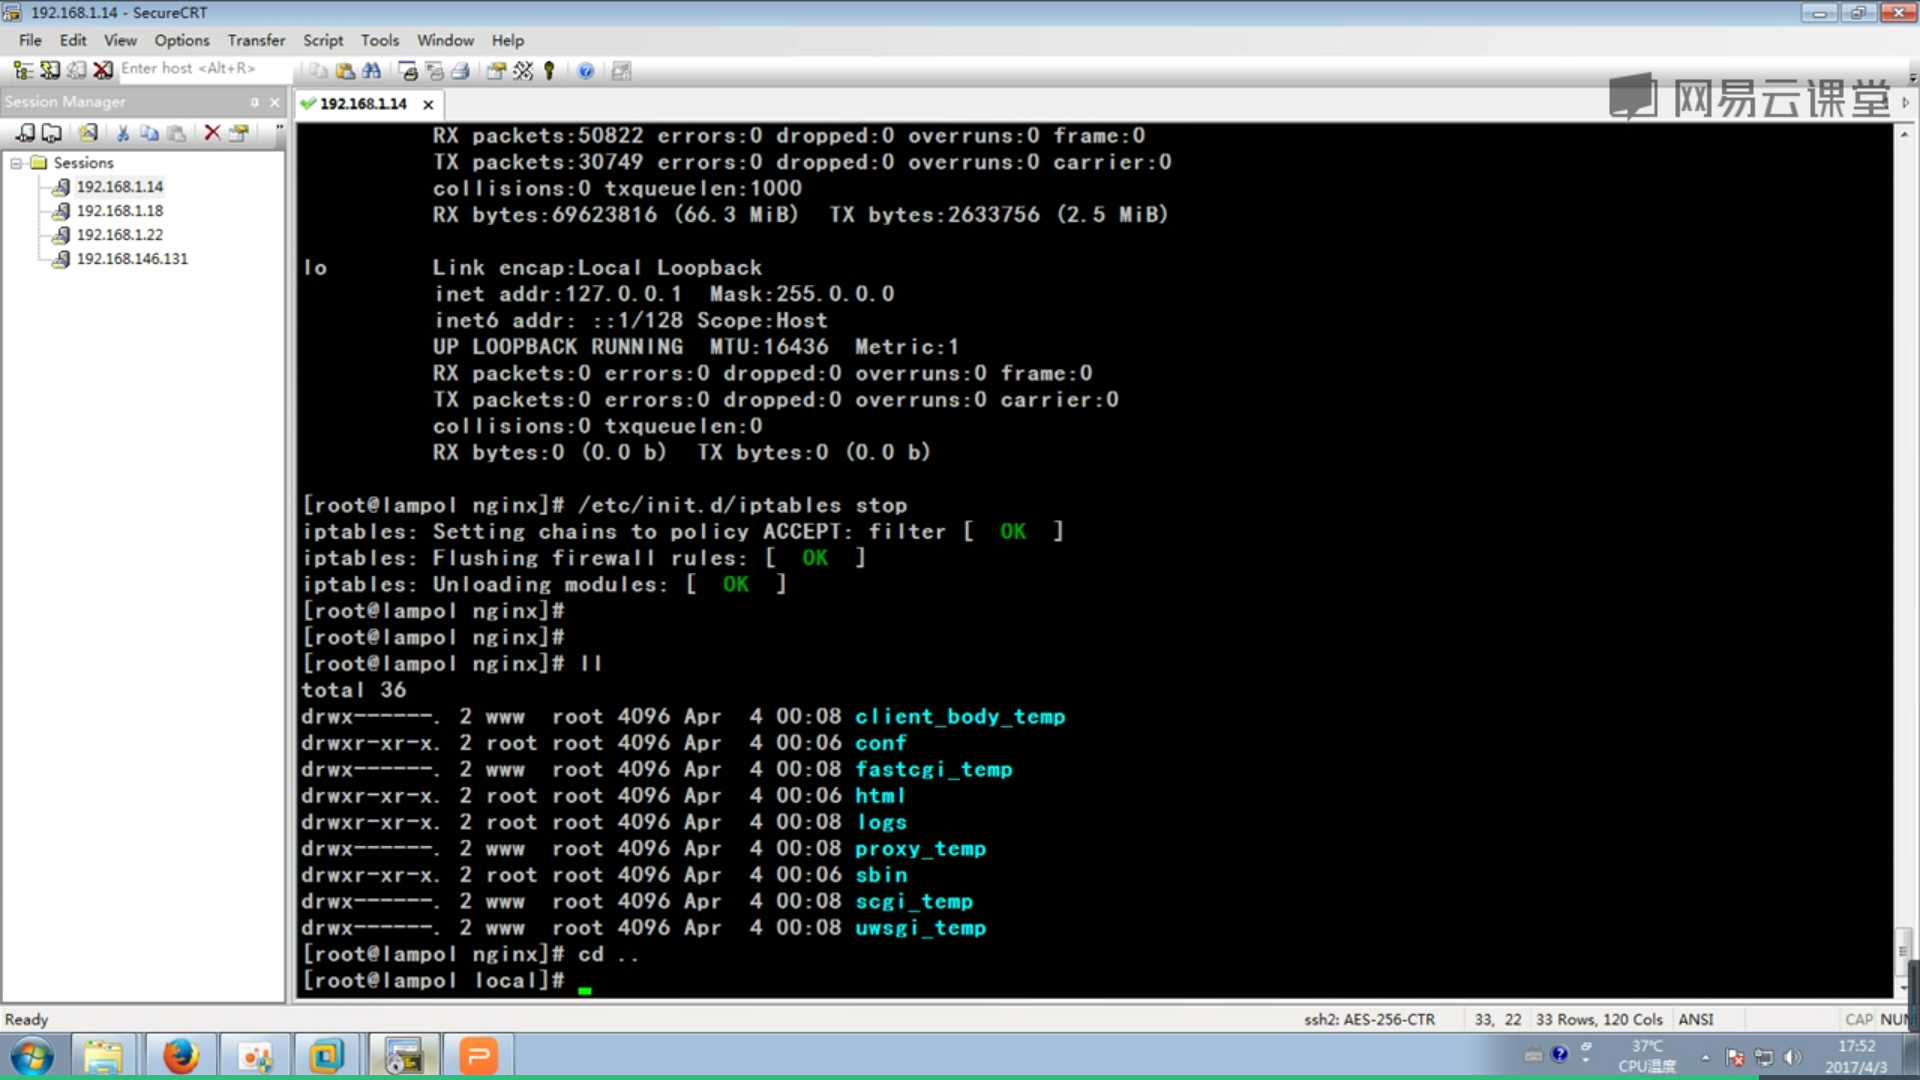 192.168.1.14 - SecureCRT
File Edit View Options Transfer Script Tools Window Help
Enter host <Alt+R>
网易云课堂
Session Manager
192.168.1.14
Sessions
192.168.1.14
192.168.1.18
192.168.1.22
192.168.146.131
RX packets:50822 errors:0 dropped:0 overruns:0 frame:0
TX packets:30749 errors:0 dropped:0 overruns:0 carrier:0
collisions:0 txqueuelen:1000
RX bytes:69623816 (66.3 MiB)  TX bytes:2633756 (2.5 MiB)
lo        Link encap:Local Loopback
inet addr:127.0.0.1  Mask:255.0.0.0
inet6 addr: ::1/128 Scope:Host
UP LOOPBACK RUNNING  MTU:16436  Metric:1
RX packets:0 errors:0 dropped:0 overruns:0 frame:0
TX packets:0 errors:0 dropped:0 overruns:0 carrier:0
collisions:0 txqueuelen:0
RX bytes:0 (0.0 b)  TX bytes:0 (0.0 b)
[root@lampol nginx]# /etc/init.d/iptables stop
iptables: Setting chains to policy ACCEPT: filter [  OK  ]
iptables: Flushing firewall rules: [  OK  ]
iptables: Unloading modules: [  OK  ]
[root@lampol nginx]#
[root@lampol nginx]#
[root@lampol nginx]# ll
total 36
drwx------. 2 www  root 4096 Apr  4 00:08 client_body_temp
drwxr-xr-x. 2 root root 4096 Apr  4 00:06 conf
drwx------. 2 www  root 4096 Apr  4 00:08 fastcgi_temp
drwxr-xr-x. 2 root root 4096 Apr  4 00:06 html
drwxr-xr-x. 2 root root 4096 Apr  4 00:08 logs
drwx------. 2 www  root 4096 Apr  4 00:08 proxy_temp
drwxr-xr-x. 2 root root 4096 Apr  4 00:06 sbin
drwx------. 2 www  root 4096 Apr  4 00:08 scgi_temp
drwx------. 2 www  root 4096 Apr  4 00:08 uwsgi_temp
[root@lampol nginx]# cd ..
[root@lampol local]#
Ready
ssh2: AES-256-CTR 33, 22 33 Rows, 120 Cols ANSI CAP NUM
37℃
CPU温度
17:52
2017/4/3